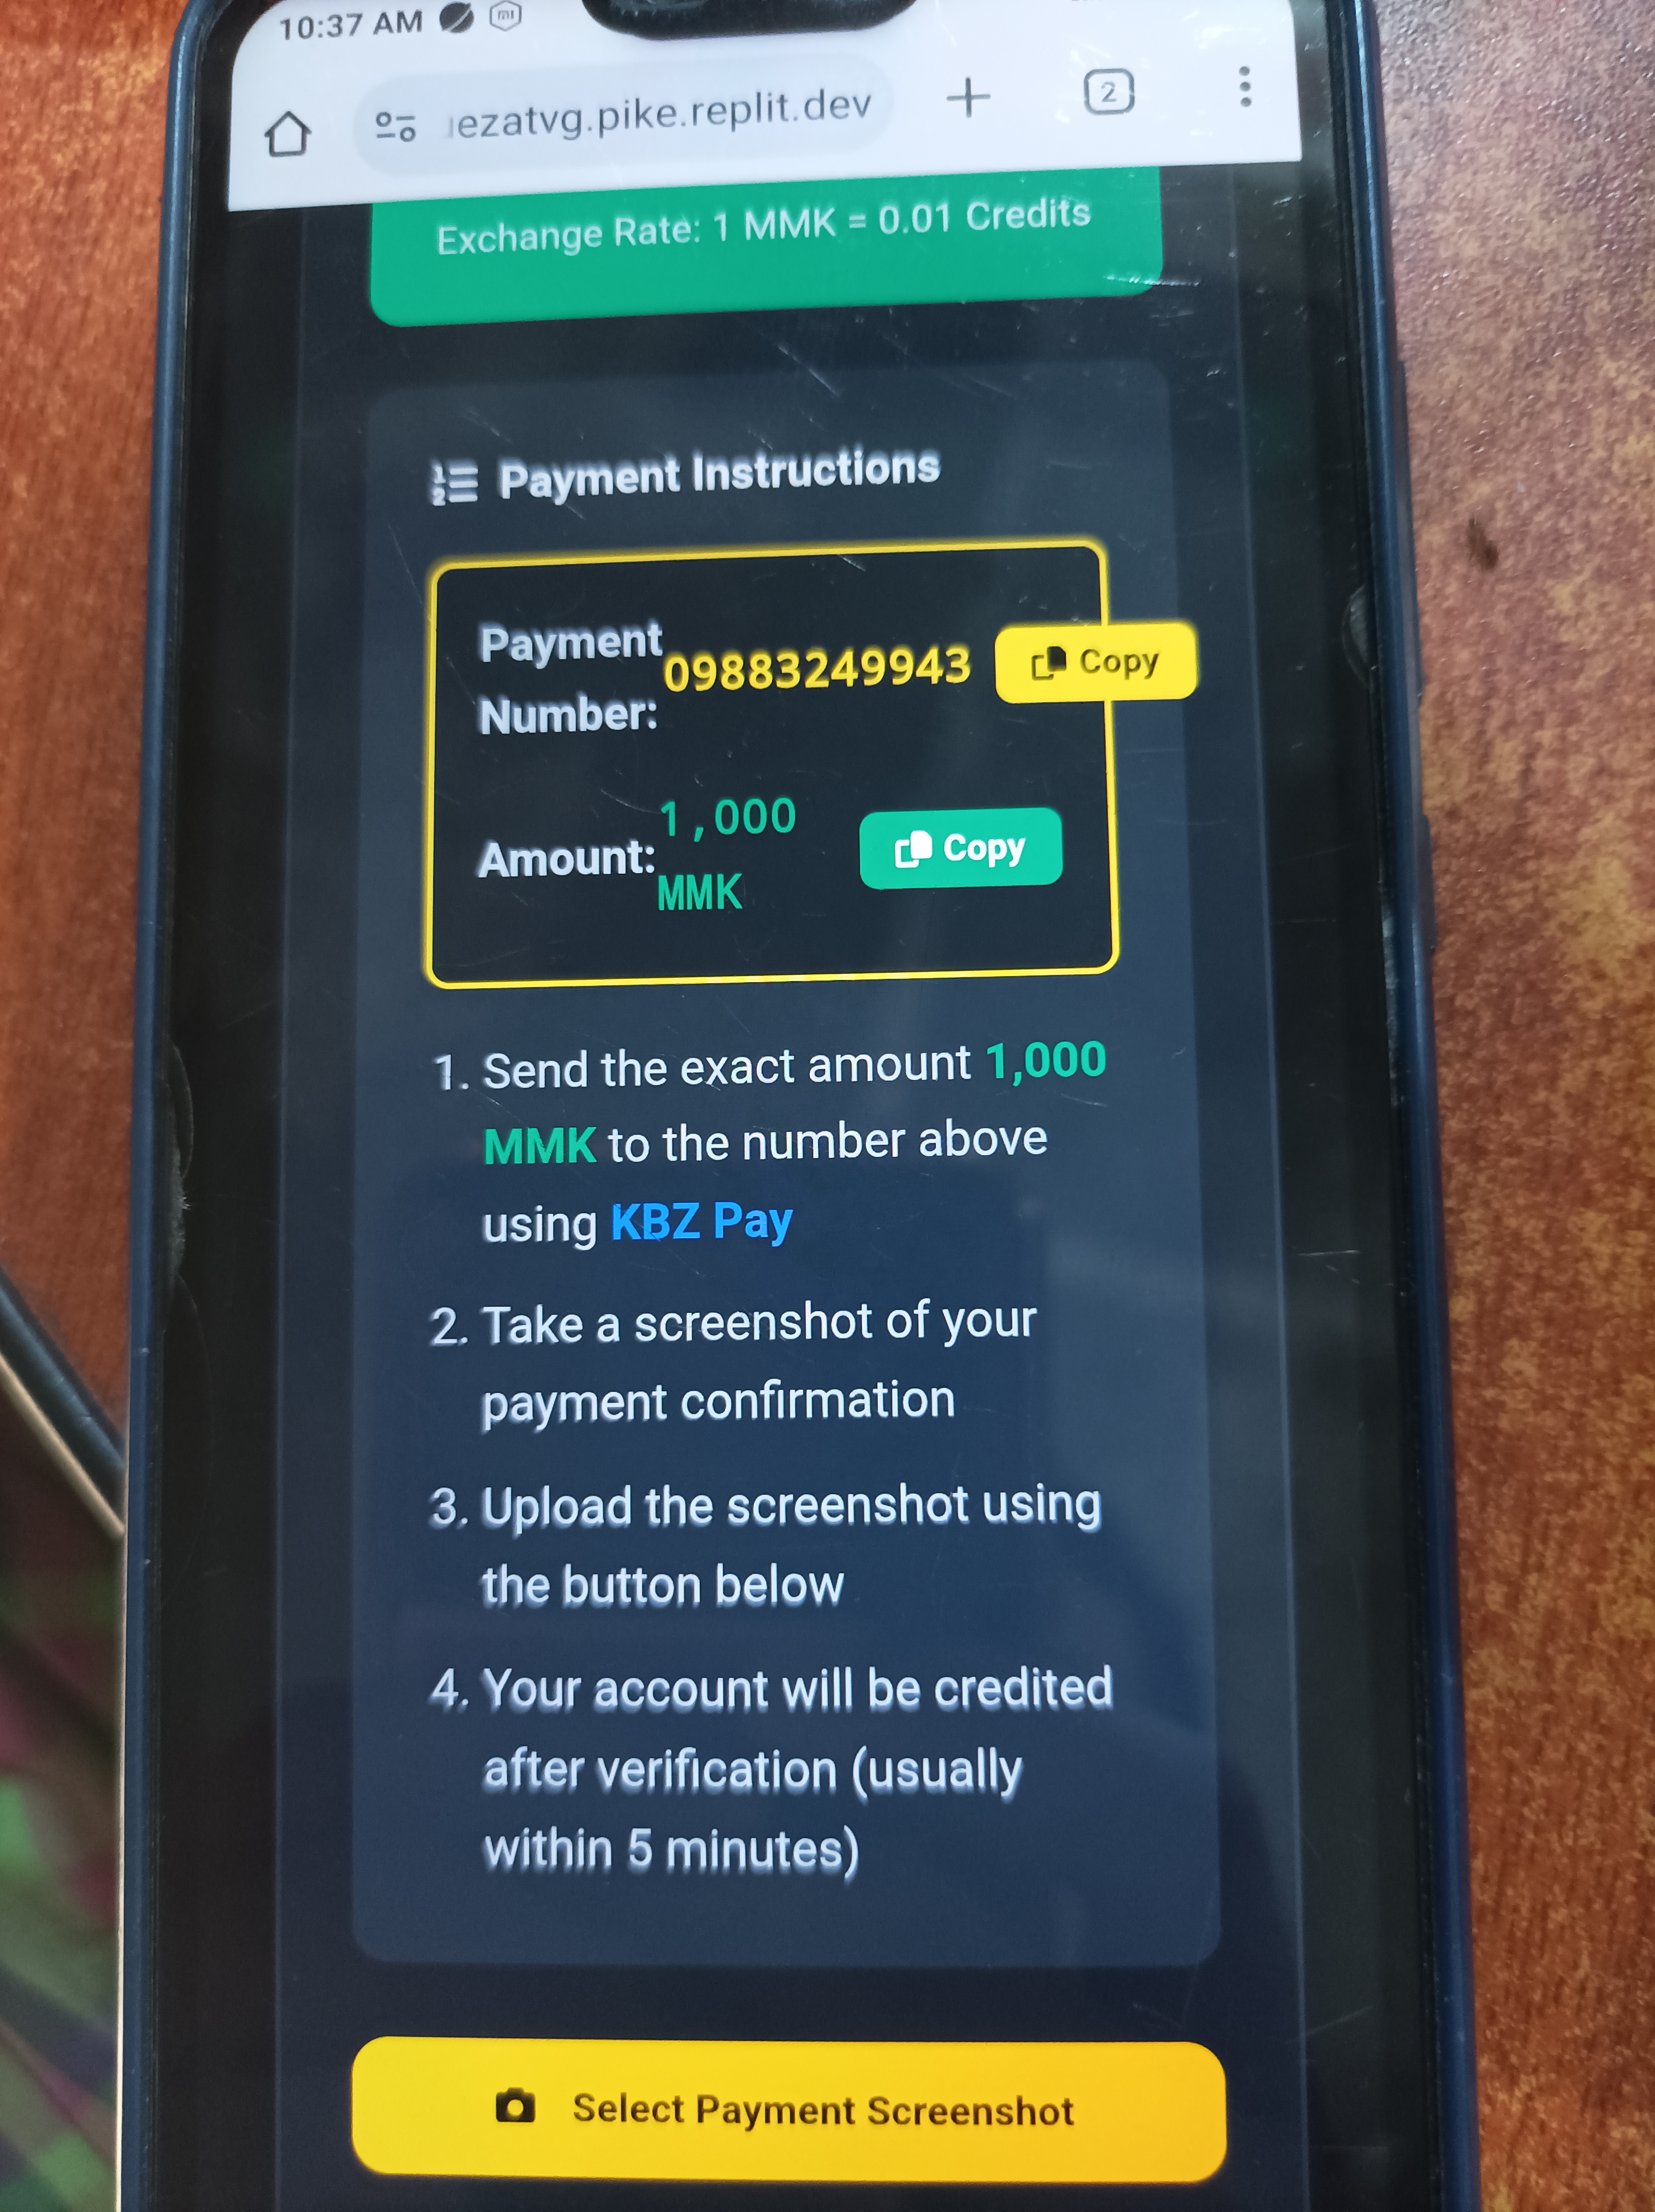 10:37 AM
ezatvg.pike.replit.dev
2
Exchange Rate: 1 MMK = 0.01 Credits
Payment Instructions
Payment
Number:
09883249943
Copy
Amount:
1,000
MMK
Copy
1. Send the exact amount 1,000
MMK to the number above
using KBZ Pay
2. Take a screenshot of your
payment confirmation
3. Upload the screenshot using
the button below
4. Your account will be credited
after verification (usually
within 5 minutes)
Select Payment Screenshot